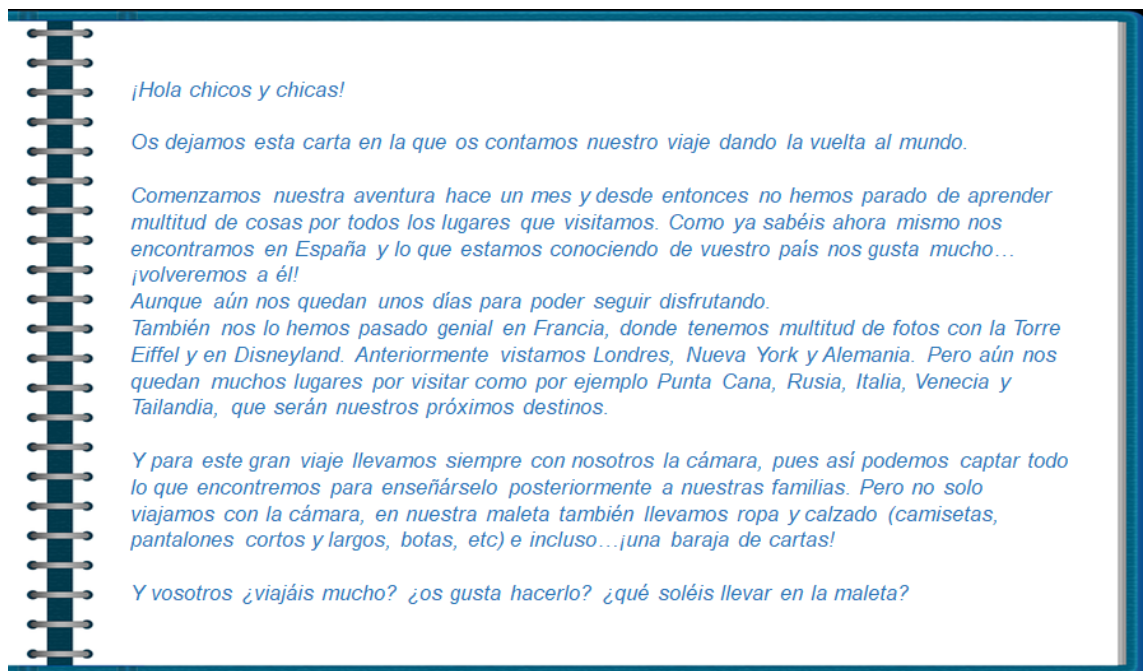 ¡Hola chicos y chicas!
Os dejamos esta carta en la que os contamos nuestro viaje dando la vuelta al mundo.
Comenzamos nuestra aventura hace un mes y desde entonces no hemos parado de aprender
multitud de cosas por todos los lugares que visitamos. Como ya sabéis ahora mismo nos
encontramos en España y lo que estamos conociendo de vuestro país nos gusta mucho…
¡volveremos a él!
Aunque aún nos quedan unos días para poder seguir disfrutando.
También nos lo hemos pasado genial en Francia, donde tenemos multitud de fotos con la Torre
Eiffel y en Disneyland. Anteriormente vistamos Londres, Nueva York y Alemania. Pero aún nos
quedan muchos lugares por visitar como por ejemplo Punta Cana, Rusia, Italia, Venecia y
Tailandia, que serán nuestros próximos destinos.
Y para este gran viaje llevamos siempre con nosotros la cámara, pues así podemos captar todo
lo que encontremos para enseñárselo posteriormente a nuestras familias. Pero no solo
viajamos con la cámara, en nuestra maleta también llevamos ropa y calzado (camisetas,
pantalones cortos y largos, botas, etc) e incluso…¡una baraja de cartas!
Y vosotros ¿viajáis mucho? ¿os gusta hacerlo? ¿qué soléis llevar en la maleta?